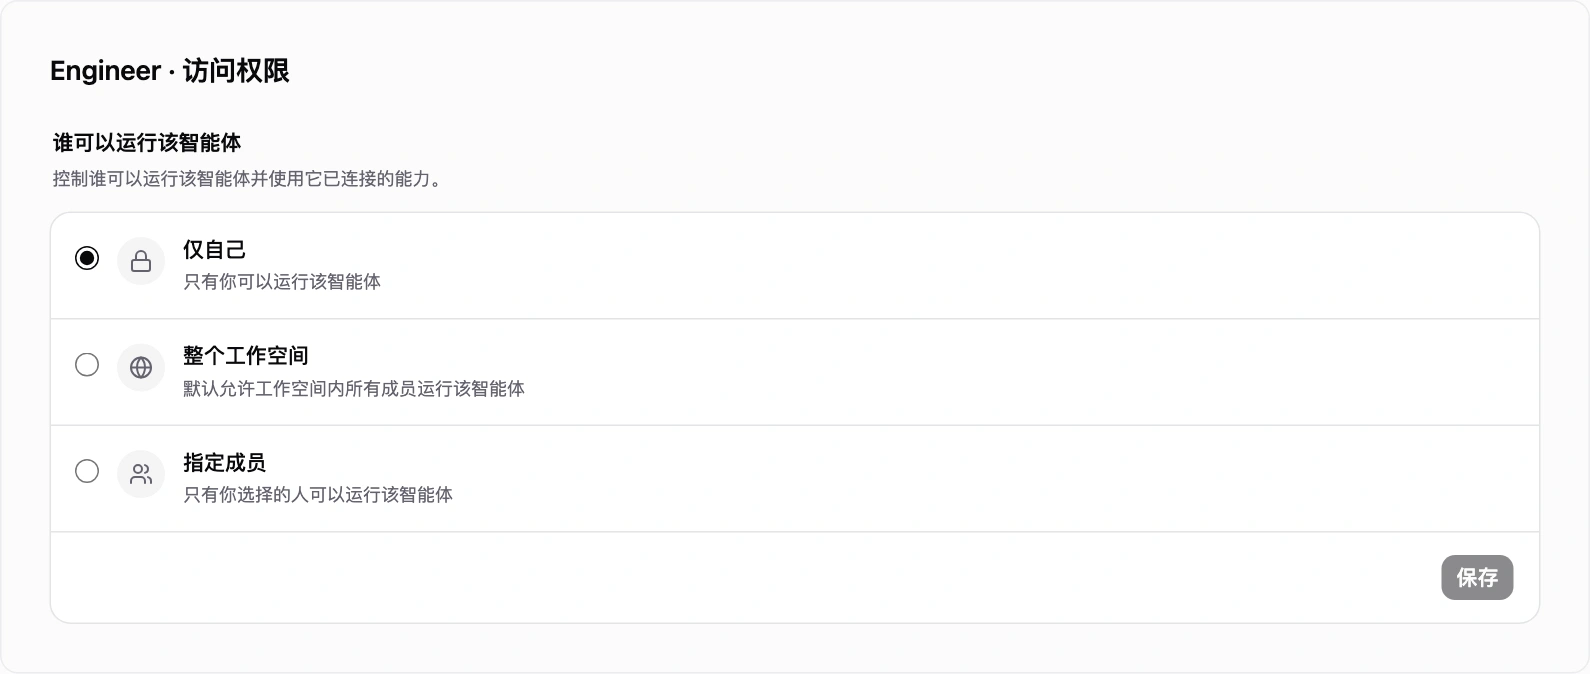 Engineer · 访问权限
谁可以运行该智能体
控制谁可以运行该智能体并使用它已连接的能力。
仅自己
只有你可以运行该智能体
整个工作空间
默认允许工作空间内所有成员运行该智能体
指定成员
只有你选择的人可以运行该智能体
保存